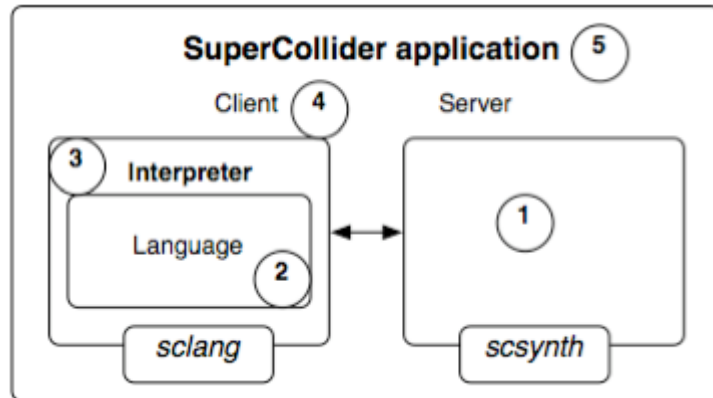 SuperCollider application 5
Client 4 Server
3 Interpreter
1
Language
2
sclang scsynth